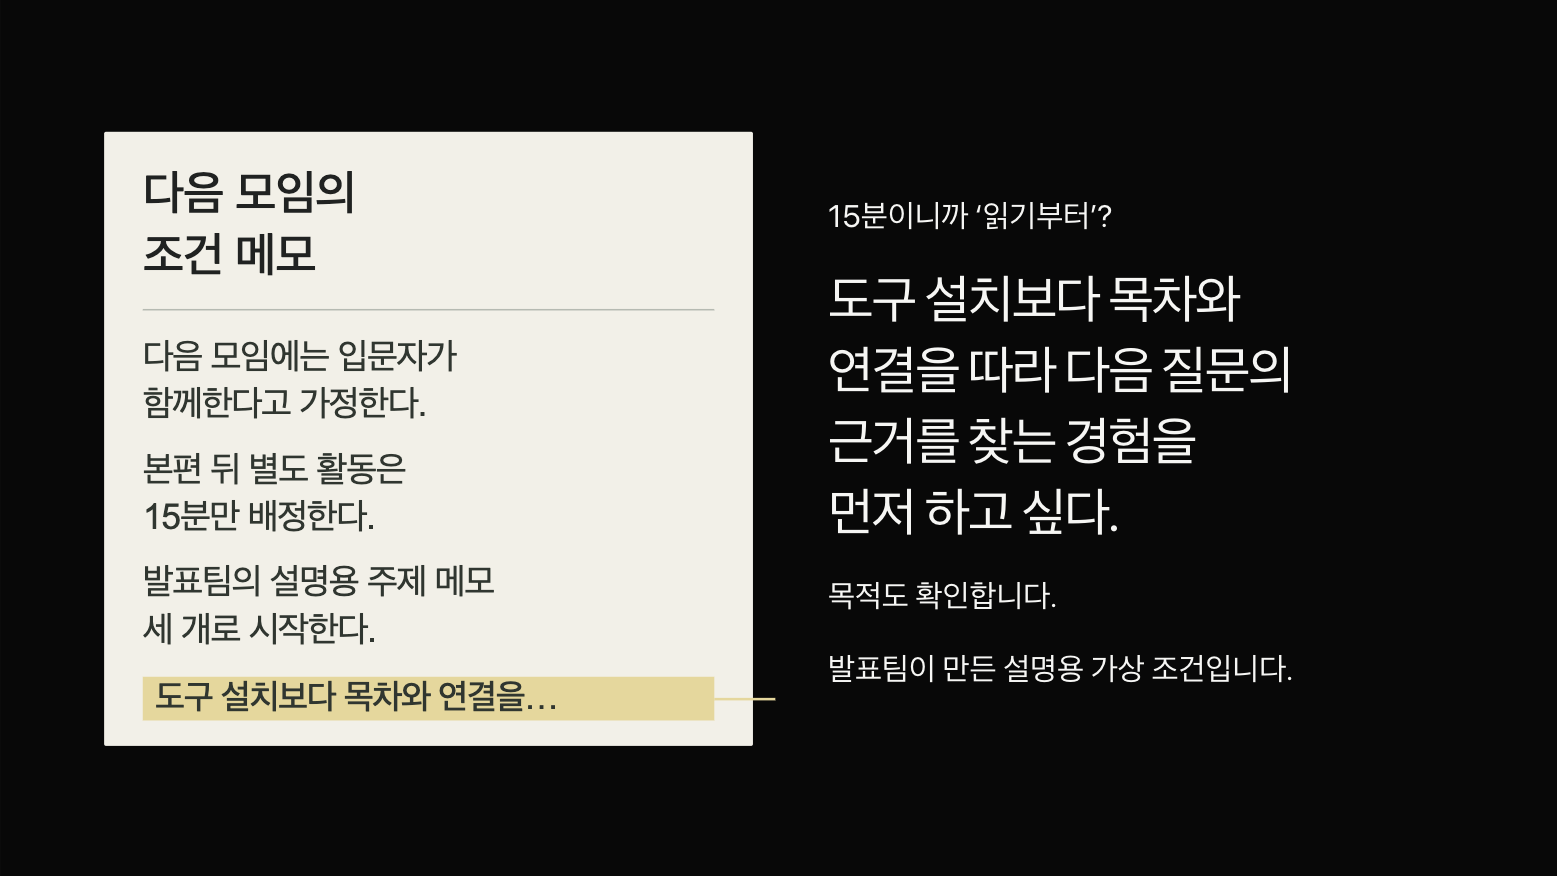 다음 모임의
조건 메모
다음 모임에는 입문자가
함께한다고 가정한다.
본편 뒤 별도 활동은
15분만 배정한다.
발표팀의 설명용 주제 메모
세 개로 시작한다.
도구 설치보다 목차와 연결을…
15분이니까 ‘읽기부터’?
도구 설치보다 목차와
연결을 따라 다음 질문의
근거를 찾는 경험을
먼저 하고 싶다.
목적도 확인합니다.
발표팀이 만든 설명용 가상 조건입니다.